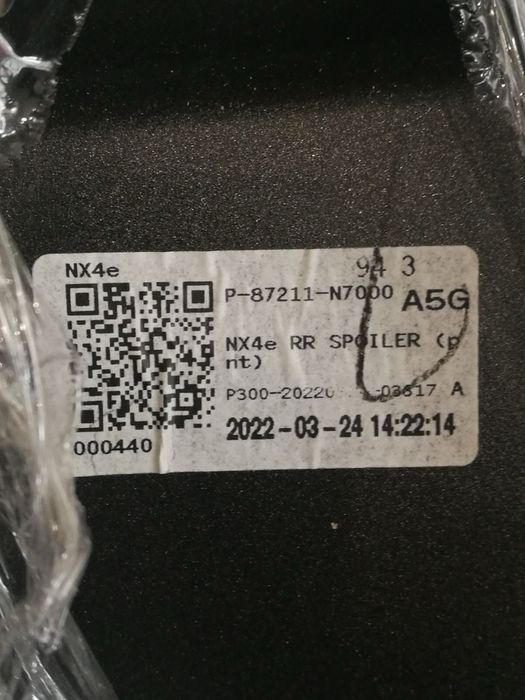 NX4e
94 3
P-87211-N7000 A5G
NX4e RR SPOILER (p
nt)
A
000440
2022-03-24 14:22:14